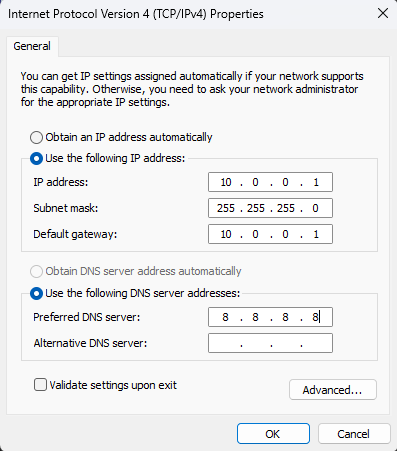 Internet Protocol Version 4 (TCP/IPv4) Properties
General
You can get IP settings assigned automatically if your network supports
this capability. Otherwise, you need to ask your network administrator
for the appropriate IP settings.
Obtain an IP address automatically
Use the following IP address:
IP address: 10 . 0 . 0 . 1
Subnet mask: 255 . 255 . 255 . 0
Default gateway: 10 . 0 . 0 . 1
Obtain DNS server address automatically
Use the following DNS server addresses:
Preferred DNS server: 8 . 8 . 8 . 8
Alternative DNS server: . . .
Validate settings upon exit
Advanced...
OK Cancel